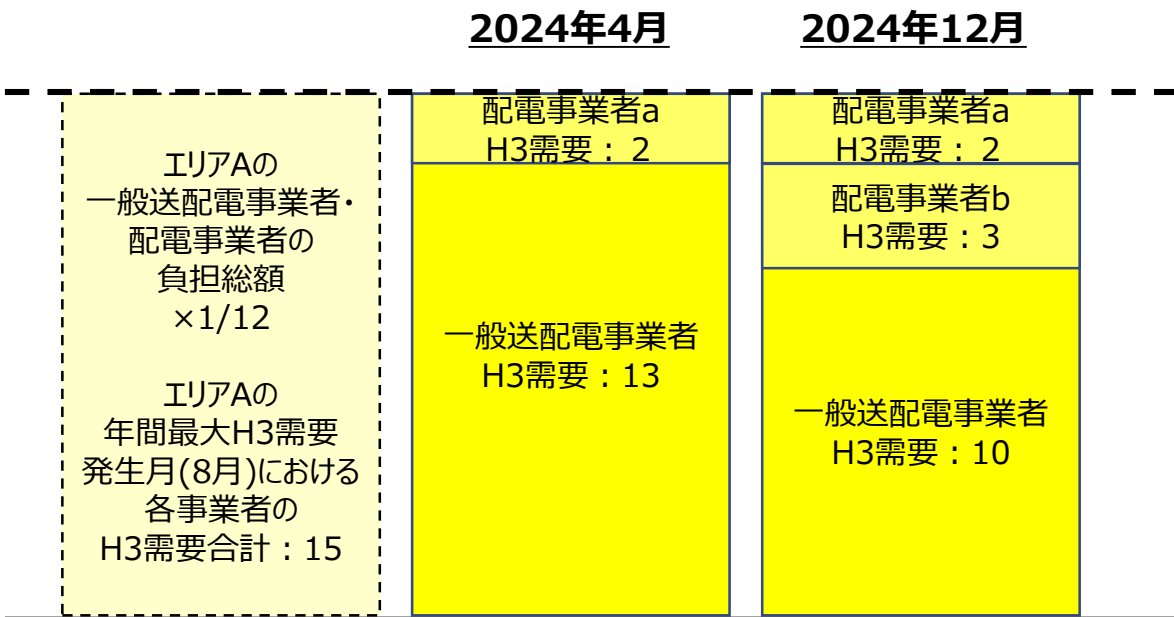 2024年4月
2024年12月
エリアAの
一般送配電事業者・
配電事業者の
負担総額
×1/12
エリアAの
年間最大H3需要
発生月(8月)における
各事業者の
H3需要合計：15
配電事業者a
H3需要： 2
一般送配電事業者
H3需要：13
配電事業者a
H3需要： 2
配電事業者b
H3需要：3
一般送配電事業者
H3需要：10